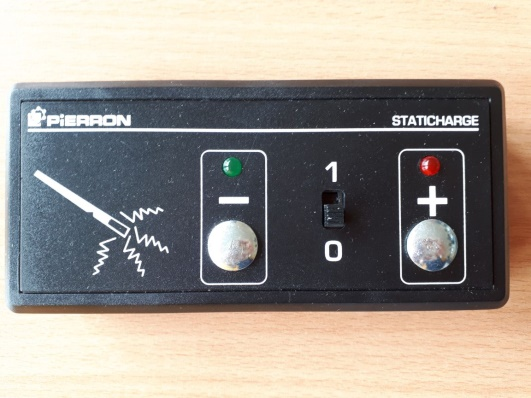 PIERRON
STATICHARGE
1
- +
0